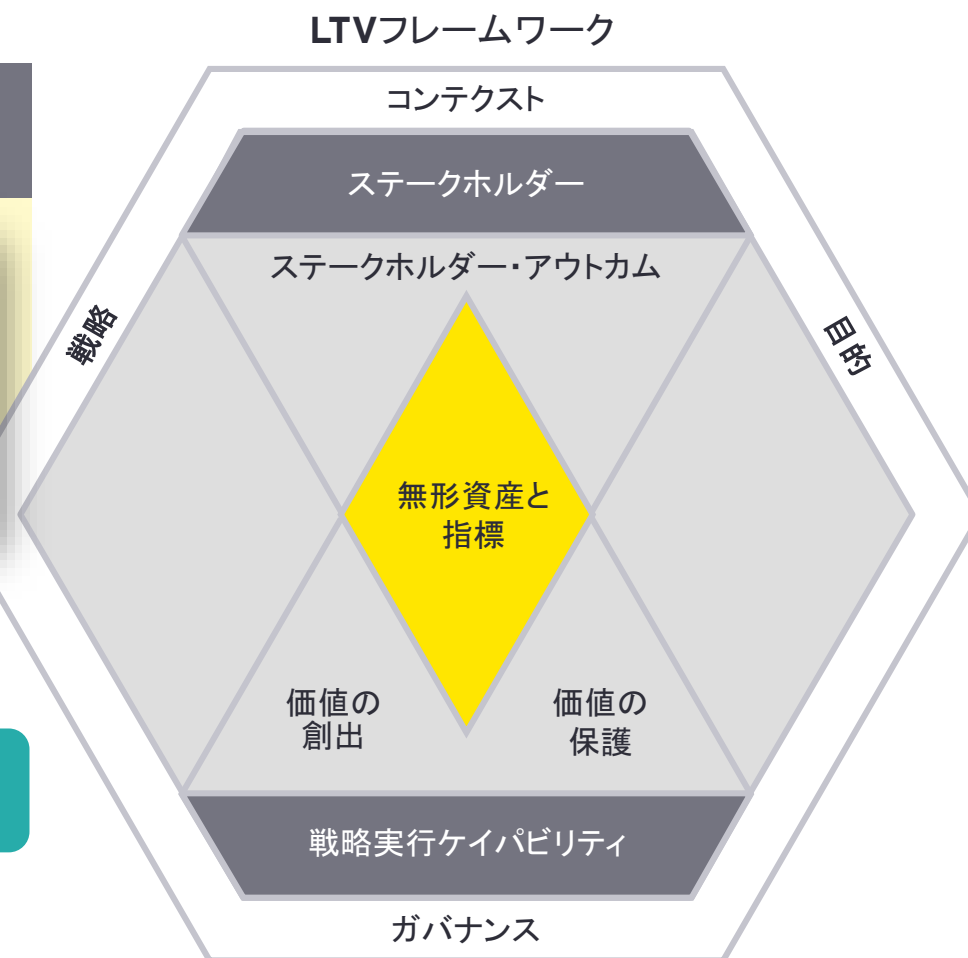 LTVフレームワーク
コンテクスト
ステークホルダー
ステークホルダー・アウトカム
戦略
目的
無形資産と
指標
価値の
創出
価値の
保護
戦略実行ケイパビリティ
ガバナンス